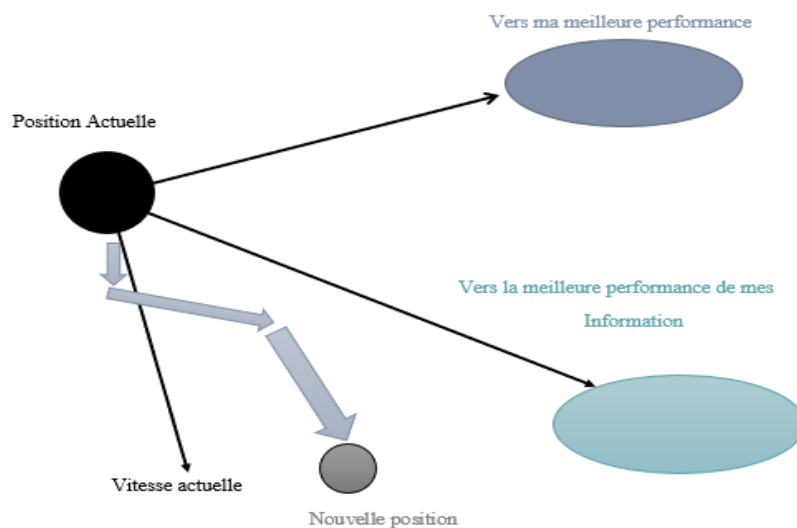 Vers ma meilleure performance
Position Actuelle
Vers la meilleure performance de mes
Information
Vitesse actuelle
Nouvelle position